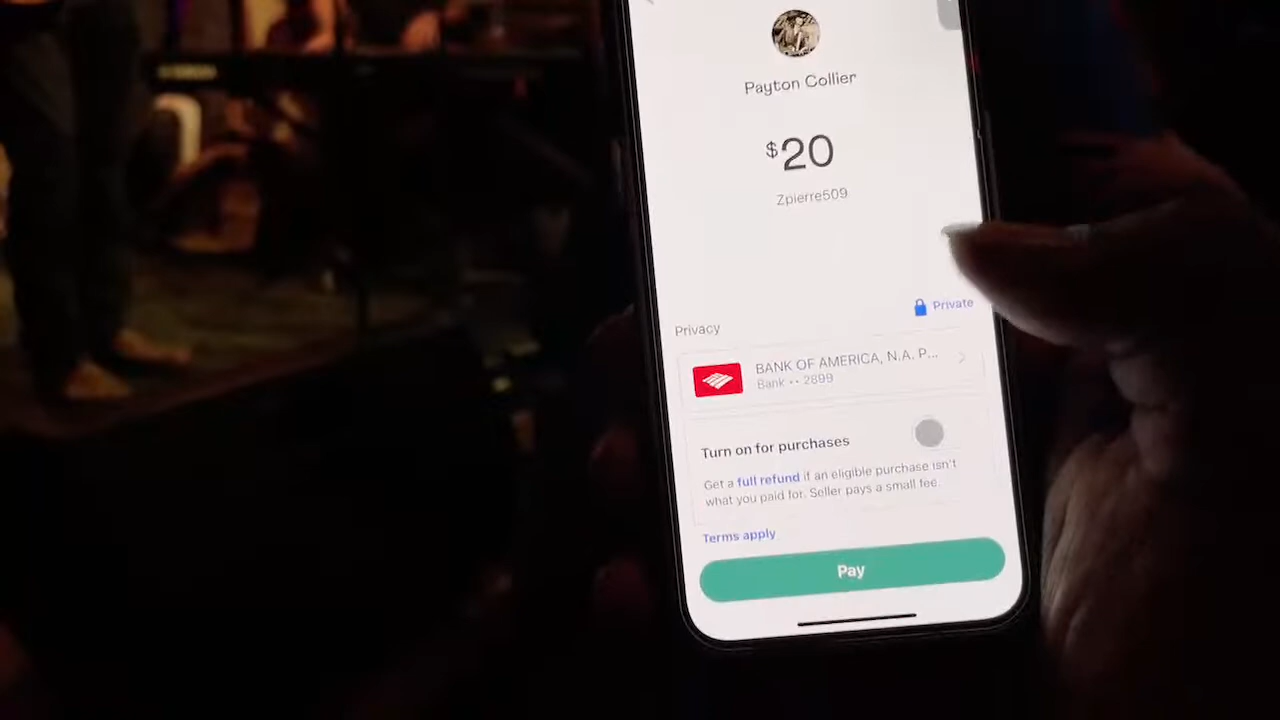 Payton Collier
$20
Zpierre509
Private
Privacy
BANK OF AMERICA, N.A. P...
Bank •• 2899
Turn on for purchases
Get a full refund if an eligible purchase isn't
what you paid for. Seller pays a small fee.
Terms apply
Pay